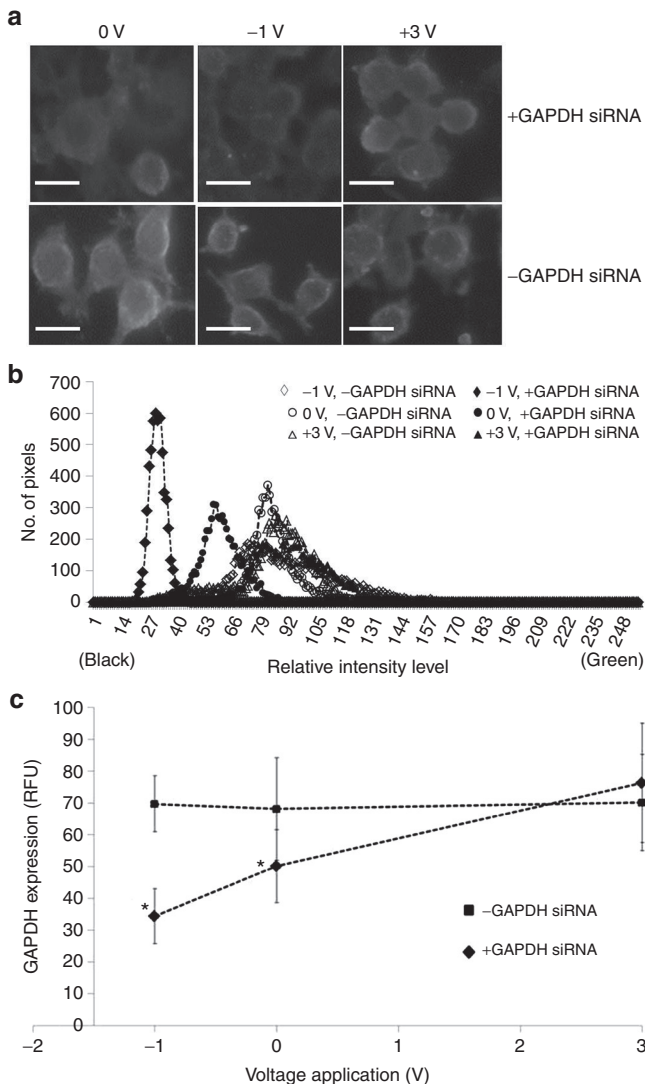 a
0 V
−1 V
+3 V
+GAPDH siRNA
−GAPDH siRNA
b
700
600
500
400
300
200
100
0
No. of pixels
−1 V, −GAPDH siRNA
−1 V, +GAPDH siRNA
0 V, −GAPDH siRNA
0 V, +GAPDH siRNA
+3 V, −GAPDH siRNA
+3 V, +GAPDH siRNA
1
14
27
40
53
66
79
92
105
118
131
144
157
170
183
196
209
222
235
248
(Black)
Relative intensity level
(Green)
c
100
90
80
70
60
50
40
30
20
10
0
GAPDH expression (RFU)
*
*
−GAPDH siRNA
+GAPDH siRNA
−2
−1
0
1
2
3
Voltage application (V)